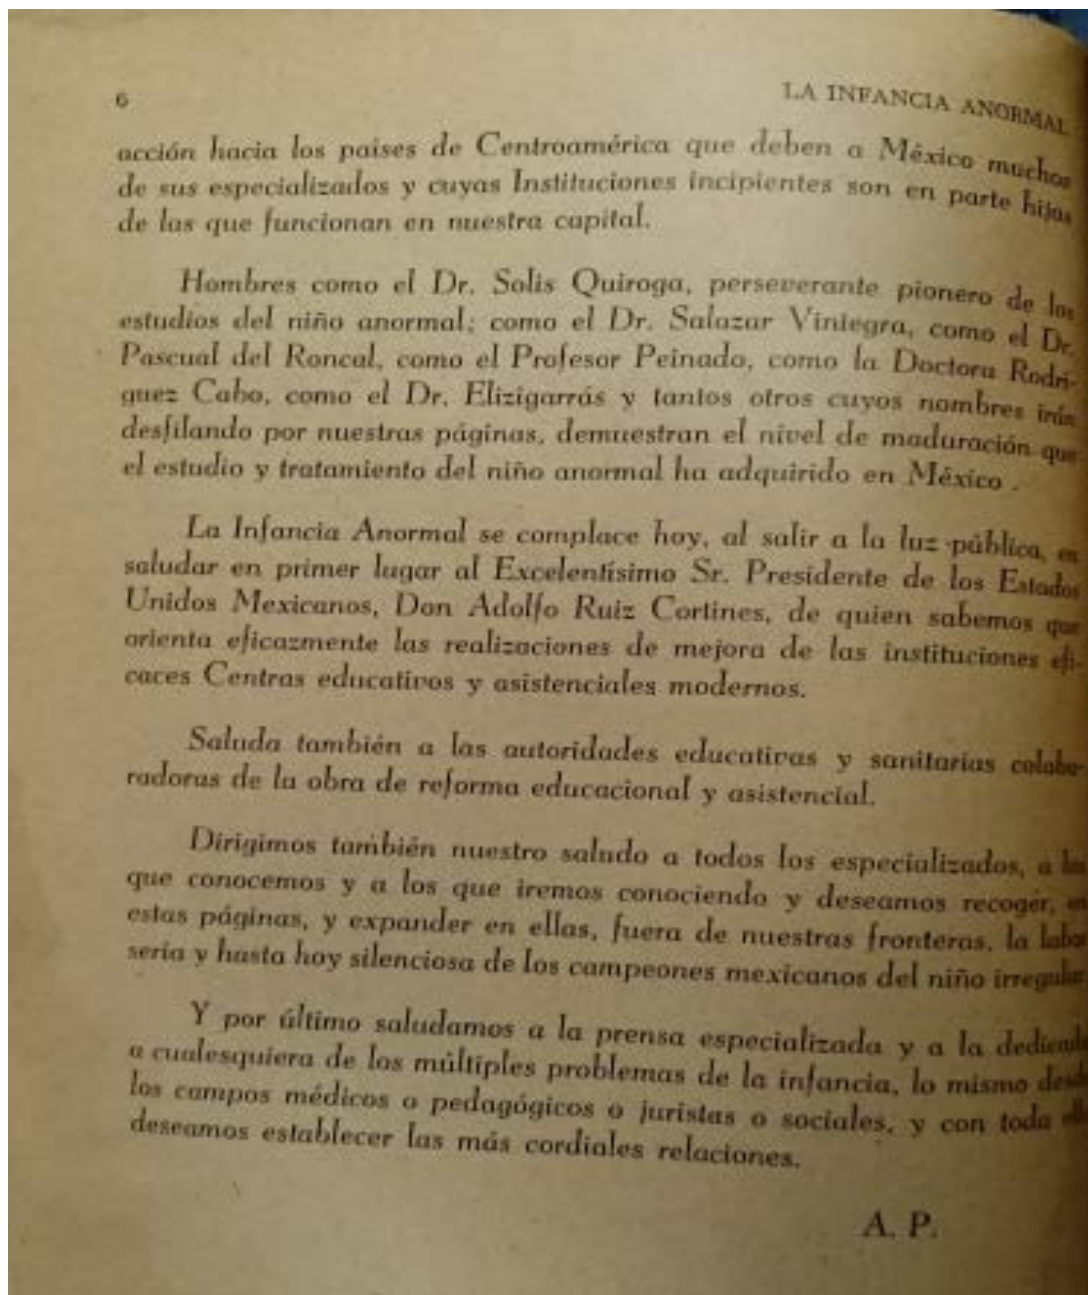 6
LA INFANCIA ANORMAL
acción hacia los paises de Centroamérica que deben a México muchos
de sus especializados y cuyas Instituciones incipientes son en parte hijas
de las que funcionan en nuestra capital.
Hombres como el Dr. Solis Quiroga, perseverante pionero de los
estudios del niño anormal; como el Dr. Salazar Viniegra, como el Dr.
Pascual del Roncal, como el Profesor Peinado, como la Doctora Rodrí-
guez Cabo, como el Dr. Elizigarrás y tantos otros cuyos nombres irán
desfilando por nuestras páginas, demuestran el nivel de maduración que
el estudio y tratamiento del niño anormal ha adquirido en México .
La Infancia Anormal se complace hoy, al salir a la luz pública, en
saludar en primer lugar al Excelentísimo Sr. Presidente de los Estados
Unidos Mexicanos, Don Adolfo Ruiz Cortines, de quien sabemos que
orienta eficazmente las realizaciones de mejora de las instituciones efi-
caces Centras educativos y asistenciales modernos.
Saluda también a las autoridades educativas y sanitarias colabo-
radoras de la obra de reforma educacional y asistencial.
Dirigimos también nuestro saludo a todos los especializados, a los
que conocemos y a los que iremos conociendo y deseamos recoger, en
estas páginas, y expander en ellas, fuera de nuestras fronteras, la labor
seria y hasta hoy silenciosa de los campeones mexicanos del niño irregular.
Y por último saludamos a la prensa especializada y a la dedicada
a cualesquiera de los múltiples problemas de la infancia, lo mismo desde
los campos médicos o pedagógicos o juristas o sociales, y con toda
deseamos establecer las más cordiales relaciones.
A. P.